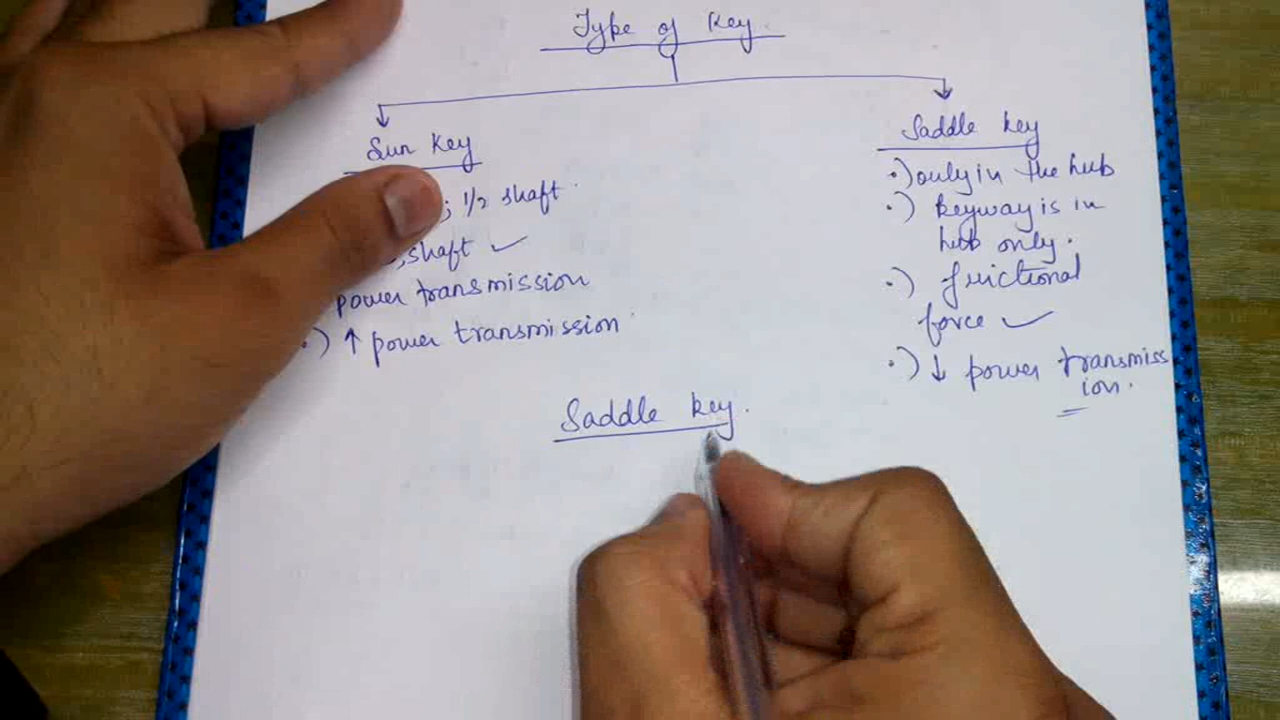 Type of Key.
Sun Key
; 1/2 shaft.
, shaft ✓
power transmission
•) ↑ power transmission
Saddle key
•) only in the hub
•) keyway is in
hub only.
•) frictional
force ✓
•) ↓ power transmiss
ion.
Saddle key.